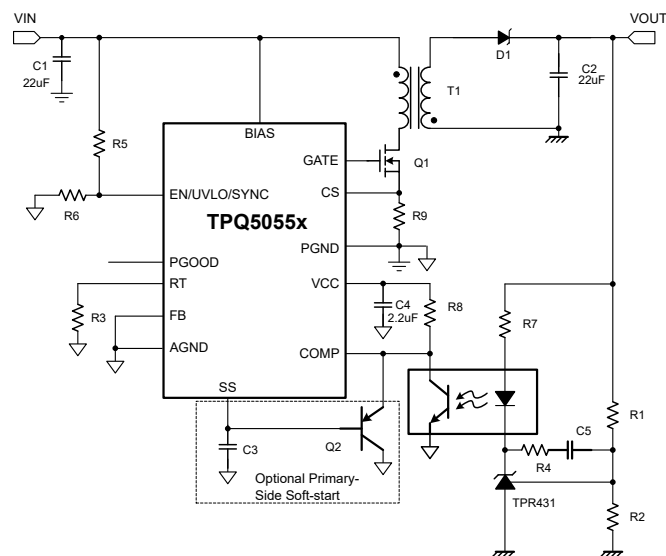 VIN
VOUT
C1
22uF
D1
C2
22uF
T1
BIAS
R5
GATE
Q1
EN/UVLO/SYNC
CS
R6
TPQ5055x
R9
PGND
PGOOD
RT
VCC
C4
2.2uF
R8
R7
R3
FB
AGND
COMP
SS
R1
C3
Q2
R4
C5
Optional Primary-
Side Soft-start
TPR431
R2